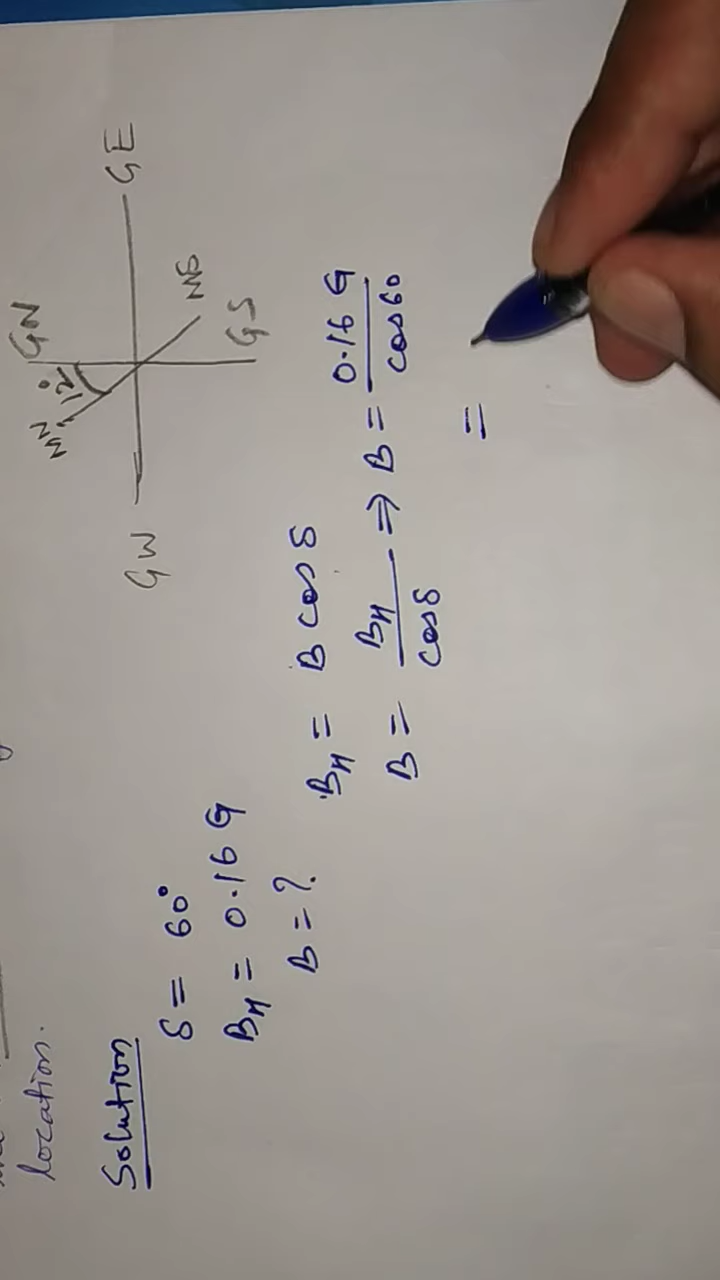 location.
Solution
δ = 60°
B_H = 0.16 G
B = ?
B_H = B cos δ
B = B_H / cos δ ⇒ B = 0.16 G / cos 60
=
GN
MN
12°
GW
GE
MS
GS